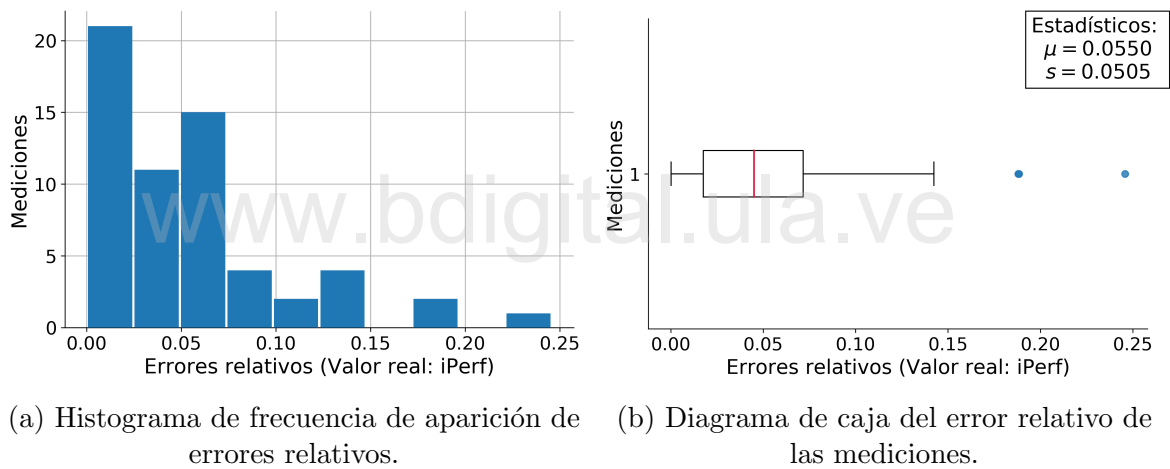 20
15
10
5
0
Mediciones
0.00 0.05 0.10 0.15 0.20 0.25
Errores relativos (Valor real: iPerf)
(a) Histograma de frecuencia de aparición de
errores relativos.
Estadísticos:
μ = 0.0550
s = 0.0505
Mediciones
1
0.00 0.05 0.10 0.15 0.20 0.25
Errores relativos (Valor real: iPerf)
(b) Diagrama de caja del error relativo de
las mediciones.
www.bdigital.ula.ve